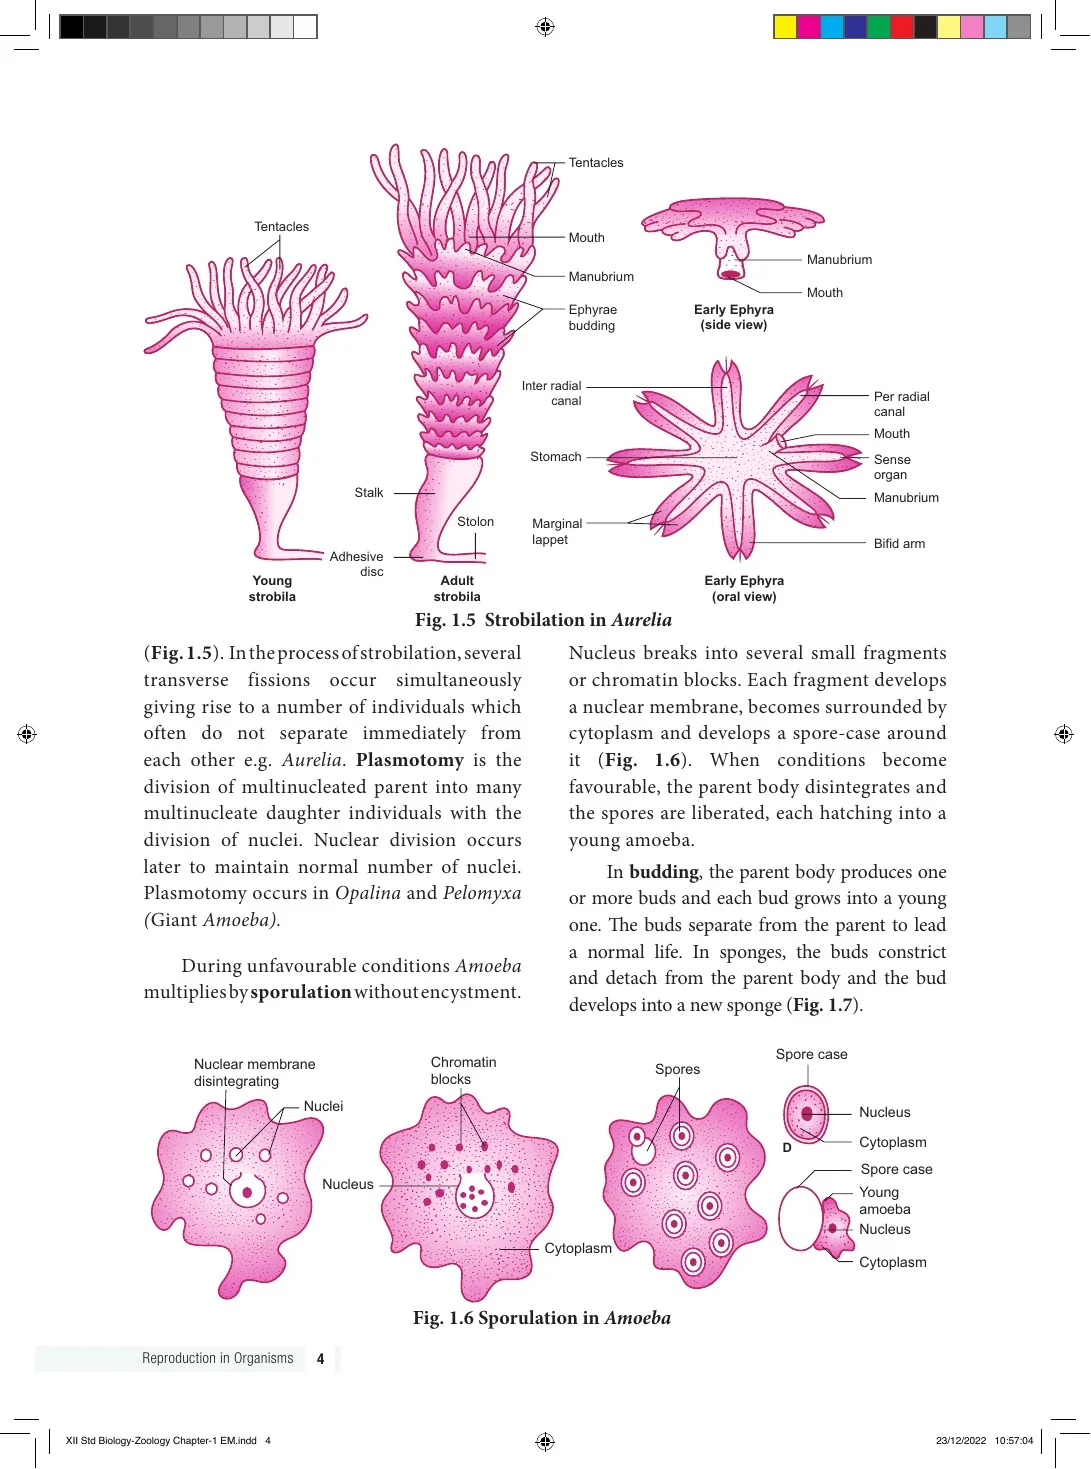 Tentacles
Tentacles
Mouth
Manubrium
Ephyrae
budding
Manubrium
Mouth
Early Ephyra
(side view)
Inter radial
canal
Stomach
Marginal
lappet
Per radial
canal
Mouth
Sense
organ
Manubrium
Bifid arm
Stalk
Stolon
Adhesive
disc
Young
strobila
Adult
strobila
Early Ephyra
(oral view)
Fig. 1.5 Strobilation in Aurelia
(Fig. 1.5). In the process of strobilation, several
transverse fissions occur simultaneously
giving rise to a number of individuals which
often do not separate immediately from
each other e.g. Aurelia. Plasmotomy is the
division of multinucleated parent into many
multinucleate daughter individuals with the
division of nuclei. Nuclear division occurs
later to maintain normal number of nuclei.
Plasmotomy occurs in Opalina and Pelomyxa
(Giant Amoeba).
During unfavourable conditions Amoeba
multiplies by sporulation without encystment.
Nucleus breaks into several small fragments
or chromatin blocks. Each fragment develops
a nuclear membrane, becomes surrounded by
cytoplasm and develops a spore-case around
it (Fig. 1.6). When conditions become
favourable, the parent body disintegrates and
the spores are liberated, each hatching into a
young amoeba.
In budding, the parent body produces one
or more buds and each bud grows into a young
one. The buds separate from the parent to lead
a normal life. In sponges, the buds constrict
and detach from the parent body and the bud
develops into a new sponge (Fig. 1.7).
Nuclear membrane
disintegrating
Nuclei
Chromatin
blocks
Nucleus
Cytoplasm
Spores
Spore case
Nucleus
Cytoplasm
D
Spore case
Young
amoeba
Nucleus
Cytoplasm
Fig. 1.6 Sporulation in Amoeba
Reproduction in Organisms 4
XII Std Biology-Zoology Chapter-1 EM.indd 4
23/12/2022 10:57:04